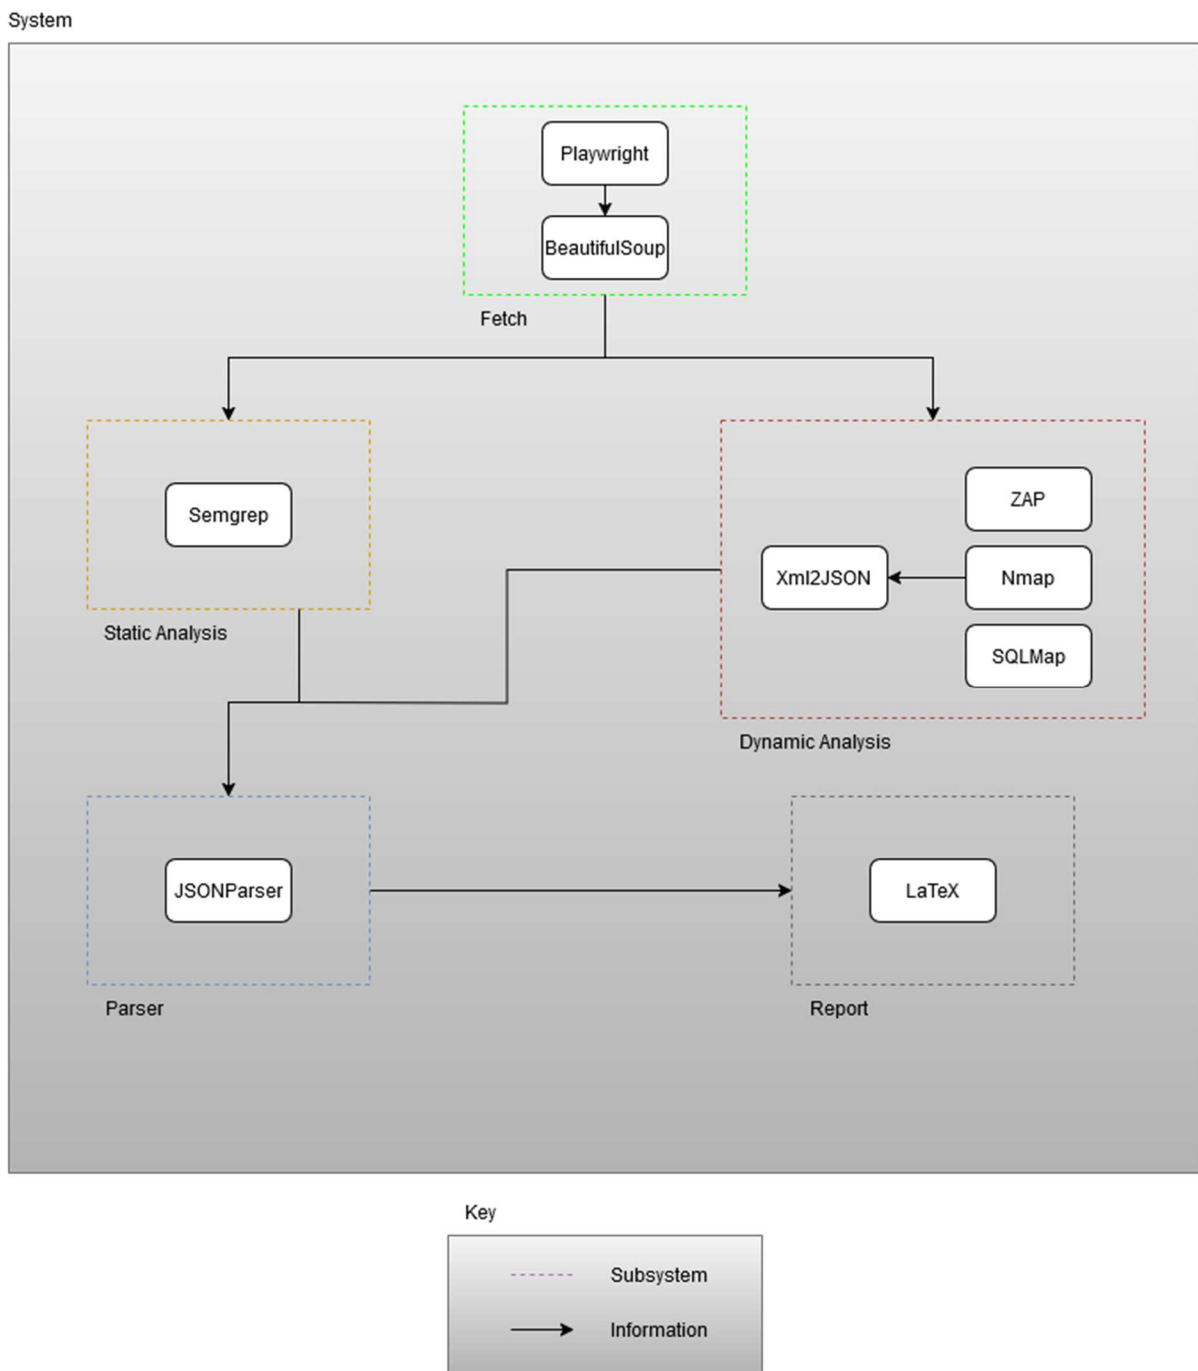 System
Playwright
BeautifulSoup
Fetch
Semgrep
Static Analysis
ZAP
Xml2JSON
Nmap
SQLMap
Dynamic Analysis
JSONParser
LaTeX
Parser
Report
Key
Subsystem
Information